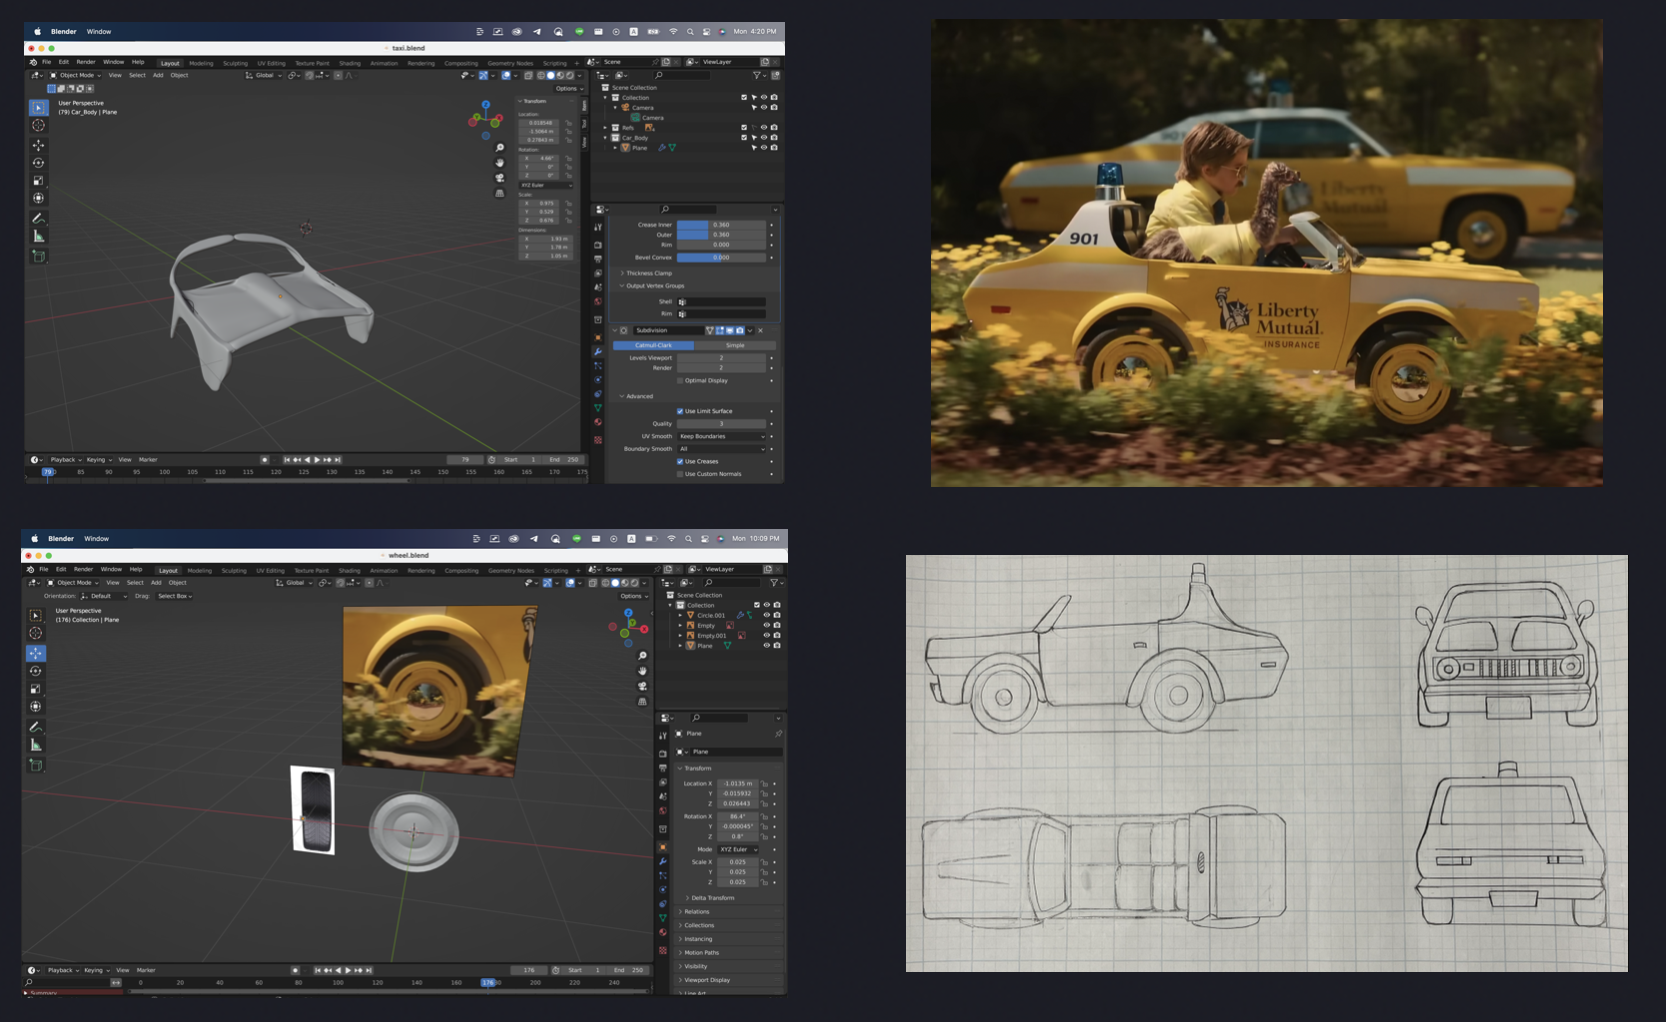 Blender Window
Mon 4:20 PM
taxi.blend
File Edit Render Window Help Layout Modeling Sculpting UV Editing Texture Paint Shading Animation Rendering Compositing Geometry Nodes Scripting + Scene ViewLayer
Object Mode View Select Add Object Global
Options
User Perspective
(79) Car_Body | Plane
Transform
Location:
0.018548
-1.5064 m
0.27842 m
Rotation:
X 4.66°
Y 0°
Z 0°
XYZ Euler
Scale:
X 0.975
Y 0.529
Z 0.676
Dimensions:
X 1.93 m
Y 1.78 m
Z 1.05 m
Scene Collection
Collection
Camera
Camera
Refs
Car_Body
Plane
Crease Inner 0.360
Outer 0.360
Rim 0.000
Bevel Convex 0.000
Thickness Clamp
Output Vertex Groups
Shell
Rim
Subdivision
Catmull-Clark Simple
Levels Viewport 2
Render 2
Optimal Display
Advanced
Use Limit Surface
Quality 3
UV Smooth Keep Boundaries
Boundary Smooth All
Use Creases
Use Custom Normals
Playback Keying View Marker 79 Start 1 End 250
79 85 90 95 100 105 110 115 120 125 130 135 140 145 150 155 160 165 170 175
901
Liberty
Mutual
901
Liberty
Mutual.
INSURANCE
Blender Window
Mon 10:09 PM
wheel.blend
File Edit Render Window Help Layout Modeling Sculpting UV Editing Texture Paint Shading Animation Rendering Compositing Geometry Nodes Scripting + Scene ViewLayer
Object Mode View Select Add Object Global
Orientation: Default Drag: Select Box
Options
User Perspective
(176) Collection | Plane
Scene Collection
Collection
Circle.001
Empty
Empty.001
Plane
Plane
Plane
Transform
Location X -1.0135 m
Y -0.015932
Z 0.026443
Rotation X 86.4°
Y -0.000045°
Z 0.8°
Mode XYZ Euler
Scale X 0.025
Y 0.025
Z 0.025
Delta Transform
Relations
Collections
Instancing
Motion Paths
Visibility
Viewport Display
Line Art
Playback Keying View Marker 176 Start 1 End 250
0 20 40 60 80 100 120 140 160 176 200 220 240
Summary